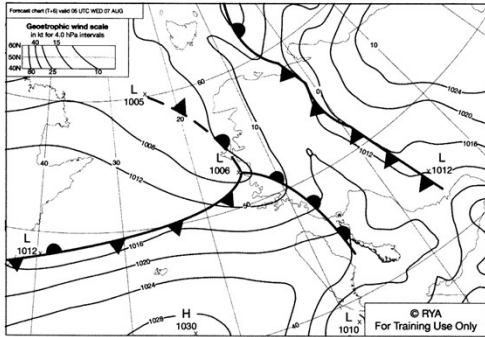 Forecast chart (T+6) valid 06 UTC WED 07 AUG
Geostrophic wind scale
in kt for 4.0 hPa intervals
40 15
60N
50N
40N
80 25 10
10
L
1005
20
60
10
0
1024
1020
1016
1008
1012
L
1006
1012
L
1012
40
30
50
L
1012
1016
1020
1024
H
1030
1028
40
L
1010
© RYA
For Training Use Only